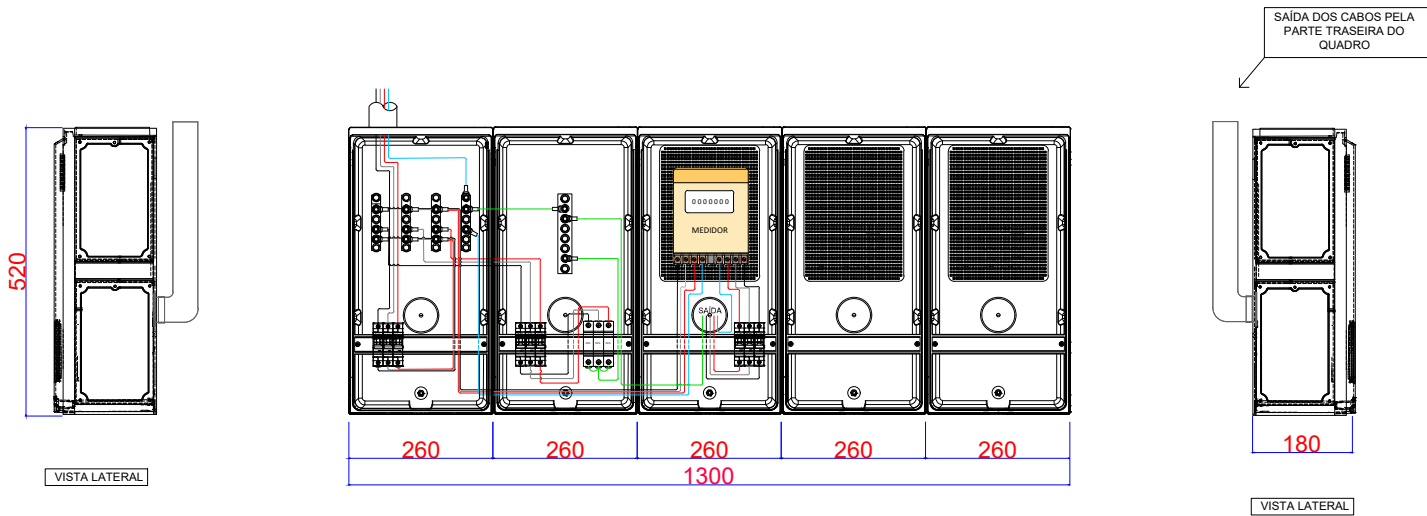 SAÍDA DOS CABOS PELA
PARTE TRASEIRA DO
QUADRO
0000000
MEDIDOR
SAÍDA
520
260
260
260
260
260
1300
180
VISTA LATERAL
VISTA LATERAL